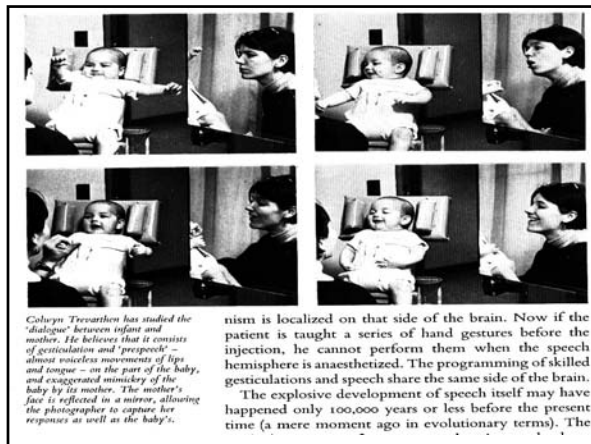 Colwyn Trevarthen has studied the
'dialogue' between infant and
mother. He believes that it consists
of gesticulation and 'prespeech' –
almost voiceless movements of lips
and tongue – on the part of the baby,
and exaggerated mimickry of the
baby by its mother. The mother's
face is reflected in a mirror, allowing
the photographer to capture her
responses as well as the baby's.
nism is localized on that side of the brain. Now if the
patient is taught a series of hand gestures before the
injection, he cannot perform them when the speech
hemisphere is anaesthetized. The programming of skilled
gesticulations and speech share the same side of the brain.
The explosive development of speech itself may have
happened only 100,000 years or less before the present
time (a mere moment ago in evolutionary terms). The